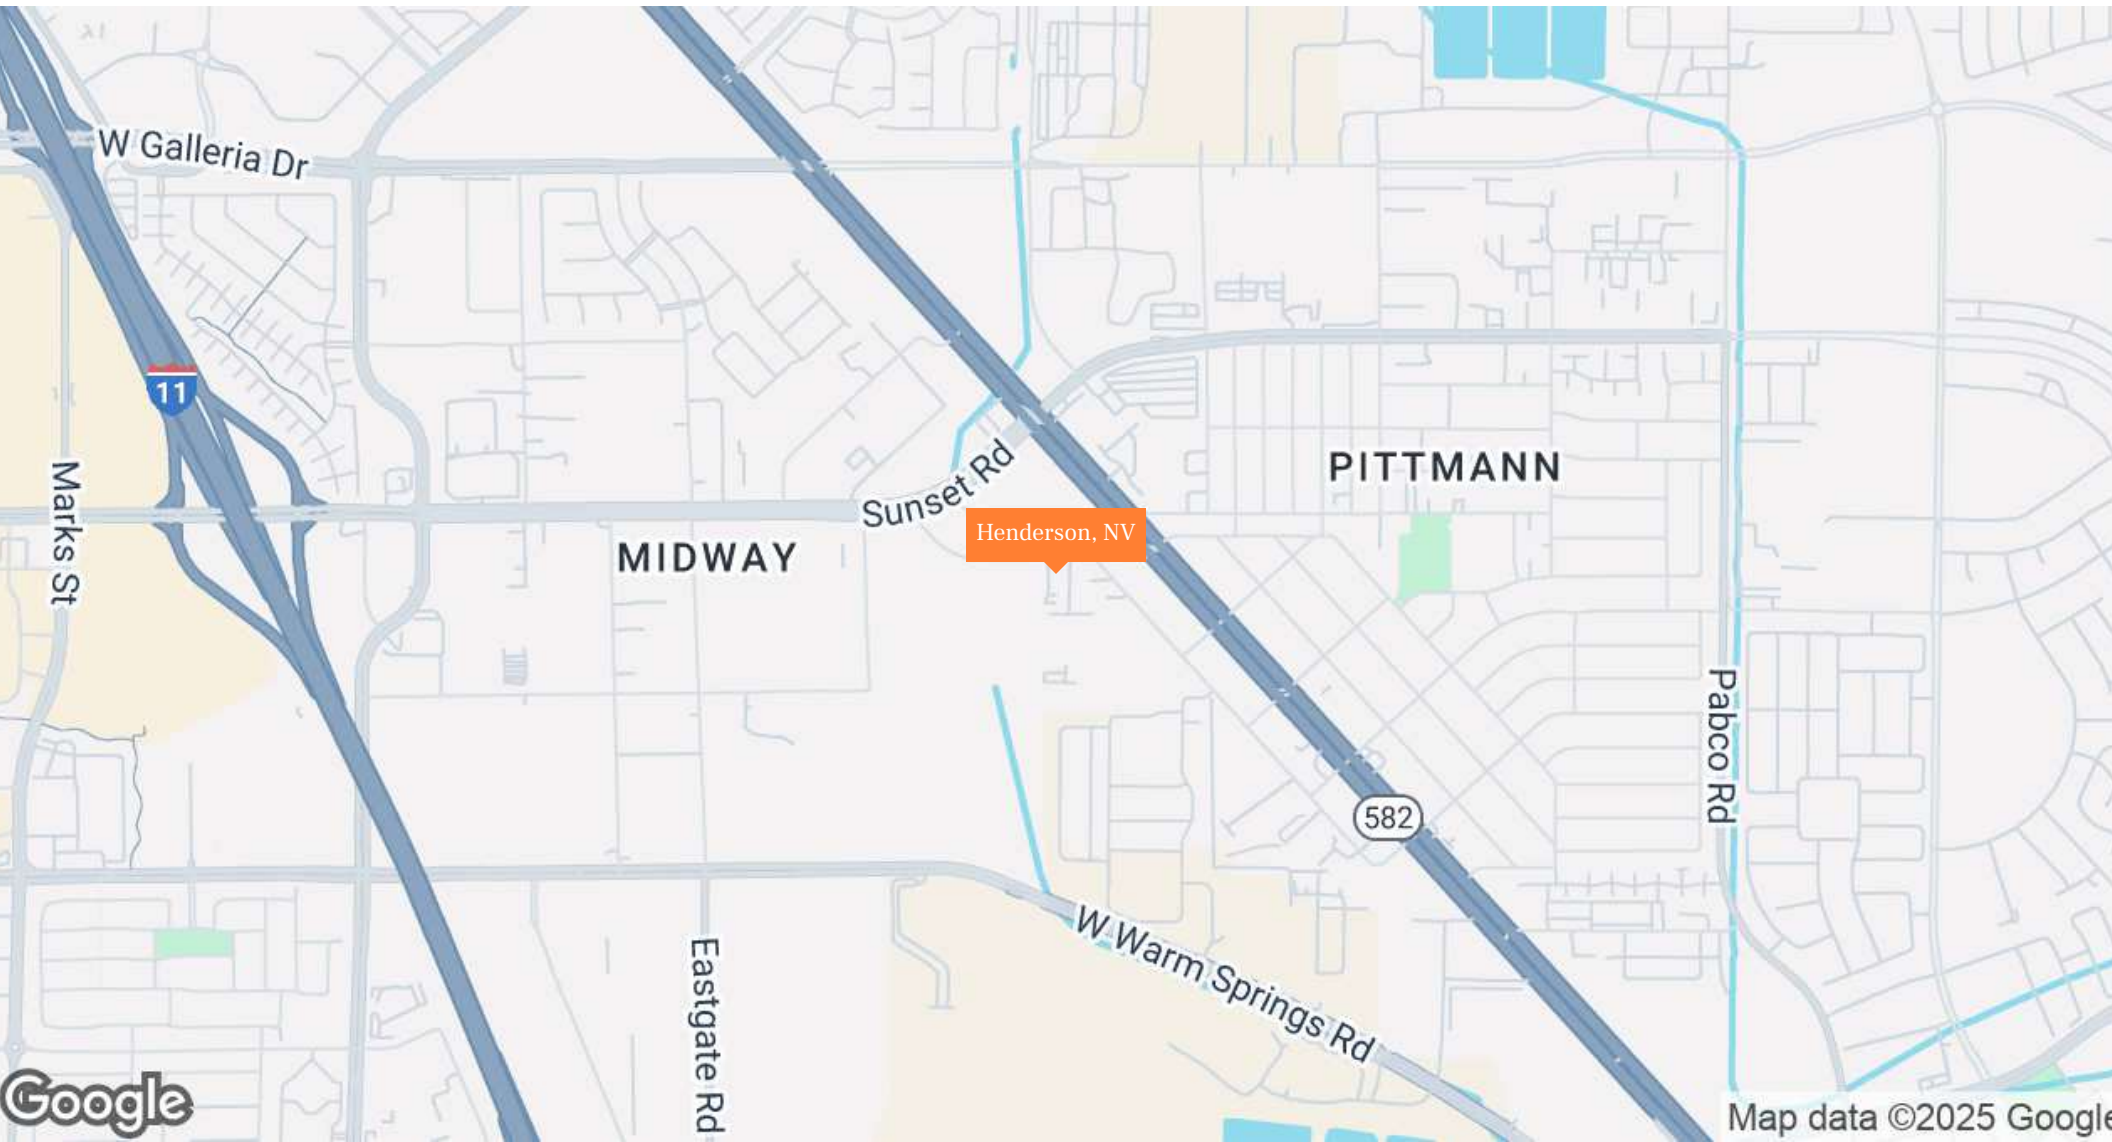 W Galleria Dr
11
Marks St
Sunset Rd
PITTMANN
Henderson, NV
MIDWAY
Pabco Rd
582
W Warm Springs Rd
Eastgate Rd
Google
Map data ©2025 Google